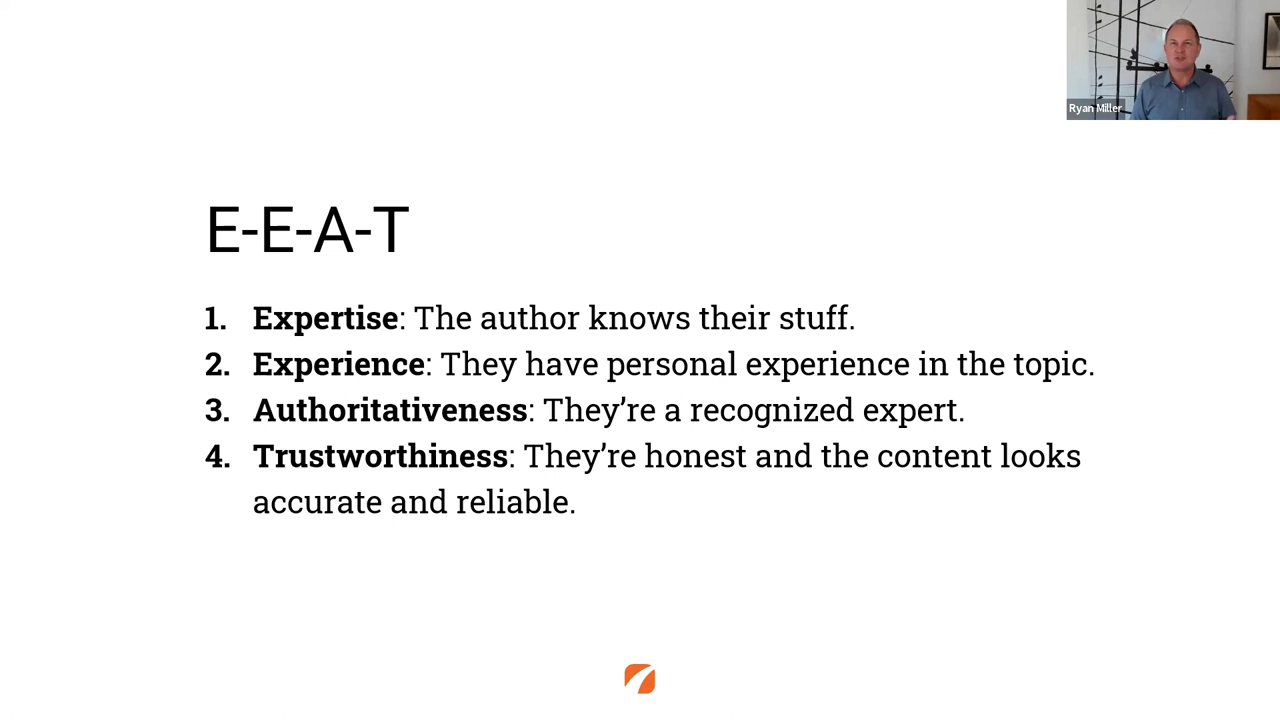 Ryan Miller
E-E-A-T
1. Expertise: The author knows their stuff.
2. Experience: They have personal experience in the topic.
3. Authoritativeness: They’re a recognized expert.
4. Trustworthiness: They’re honest and the content looks
accurate and reliable.